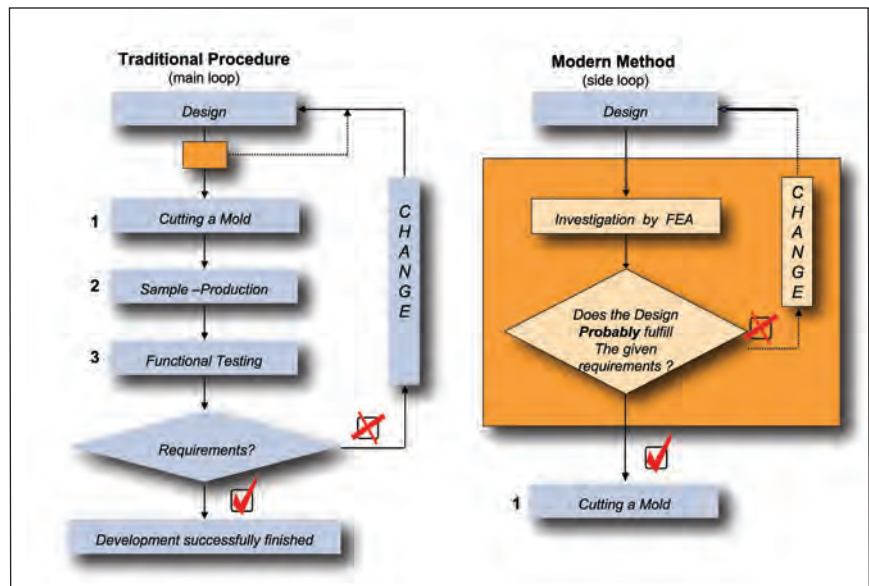 Traditional Procedure
(main loop)
Design
1
Cutting a Mold
2
Sample –Production
3
Functional Testing
Requirements?
Development successfully finished
C
H
A
N
G
E
Modern Method
(side loop)
Design
Investigation by FEA
Does the Design
Probably fulfill
The given
requirements ?
C
H
A
N
G
E
1
Cutting a Mold